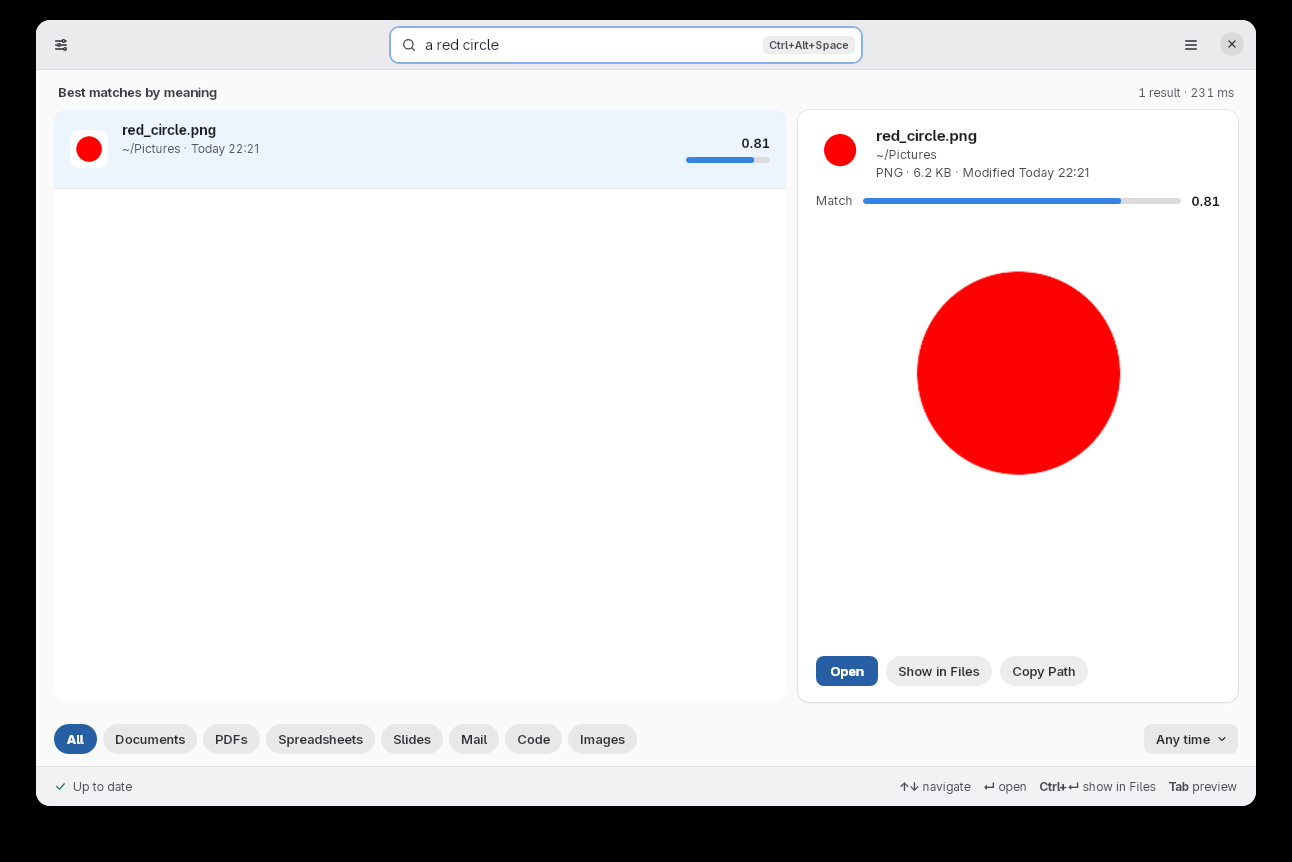 a red circle
Ctrl+Alt+Space
Best matches by meaning
1 result · 231 ms
red_circle.png
~/Pictures · Today 22:21
0.81
red_circle.png
~/Pictures
PNG · 6.2 KB · Modified Today 22:21
Match 0.81
Open Show in Files Copy Path
All Documents PDFs Spreadsheets Slides Mail Code Images Any time
Up to date ↑↓ navigate ↵ open Ctrl+↵ show in Files Tab preview